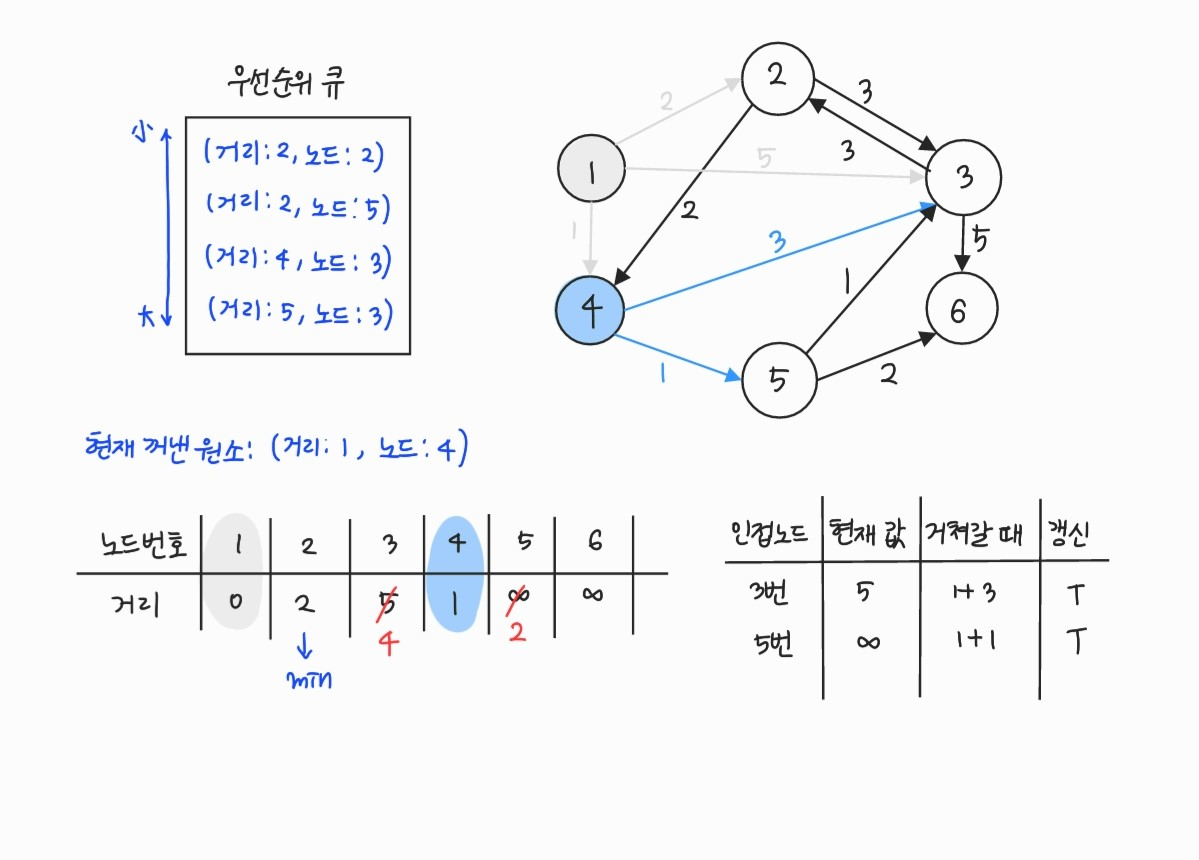 우선순위 큐
小
(거리:2, 노드:2)
(거리:2, 노드:5)
(거리:4, 노드:3)
(거리:5, 노드:3)
大
1
2
3
4
5
6
2
5
1
3
3
2
3
1
1
2
5
현재 꺼낸 원소: (거리:1, 노드:4)
노드번호 1 2 3 4 5 6
거리 0 2 5 1 ∞ ∞
4 2
↓
min
인접노드 현재 값 거쳐갈 때 갱신
3번 5 1+3 T
5번 ∞ 1+1 T